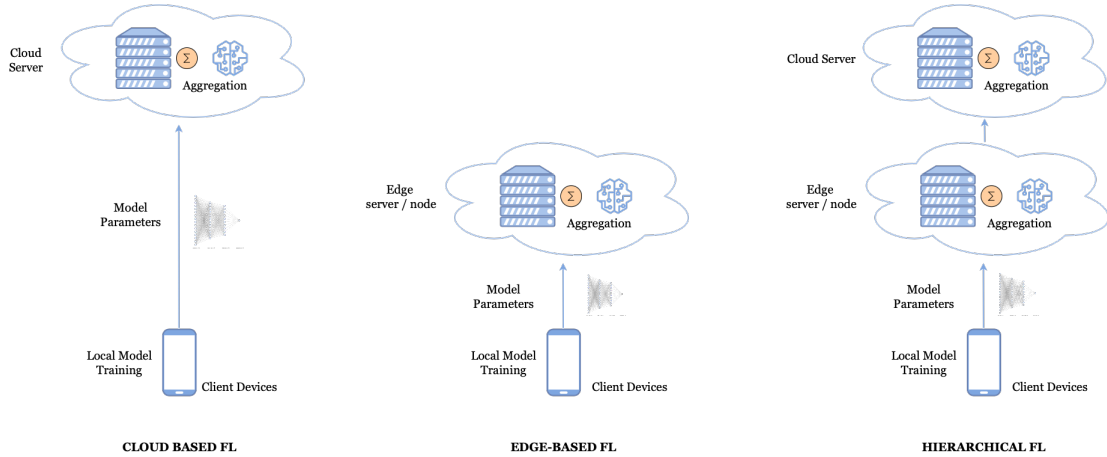 Cloud
Server
Σ
Aggregation
Model
Parameters
Local Model
Training
Client Devices
CLOUD BASED FL
Edge
server / node
Σ
Aggregation
Model
Parameters
Local Model
Training
Client Devices
EDGE-BASED FL
Cloud Server
Σ
Aggregation
Edge
server / node
Σ
Aggregation
Model
Parameters
Local Model
Training
Client Devices
HIERARCHICAL FL